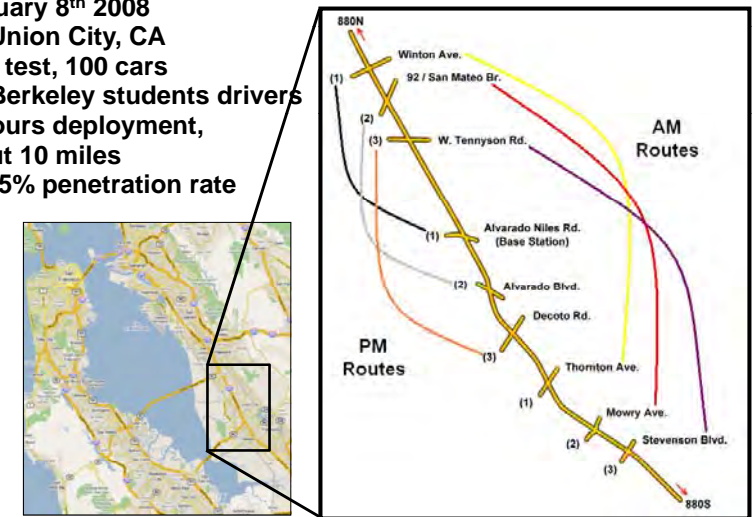 uary 8th 2008
Union City, CA
test, 100 cars
Berkeley students drivers
ours deployment,
ut 10 miles
5% penetration rate
880N
Winton Ave.
(1)
92 / San Mateo Br.
(2)
(3)
W. Tennyson Rd.
AM
Routes
(1)
Alvarado Niles Rd.
(Base Station)
(2)
Alvarado Blvd.
Decoto Rd.
PM
Routes
(3)
Thornton Ave.
(1)
Mowry Ave.
(2)
Stevenson Blvd.
(3)
880S